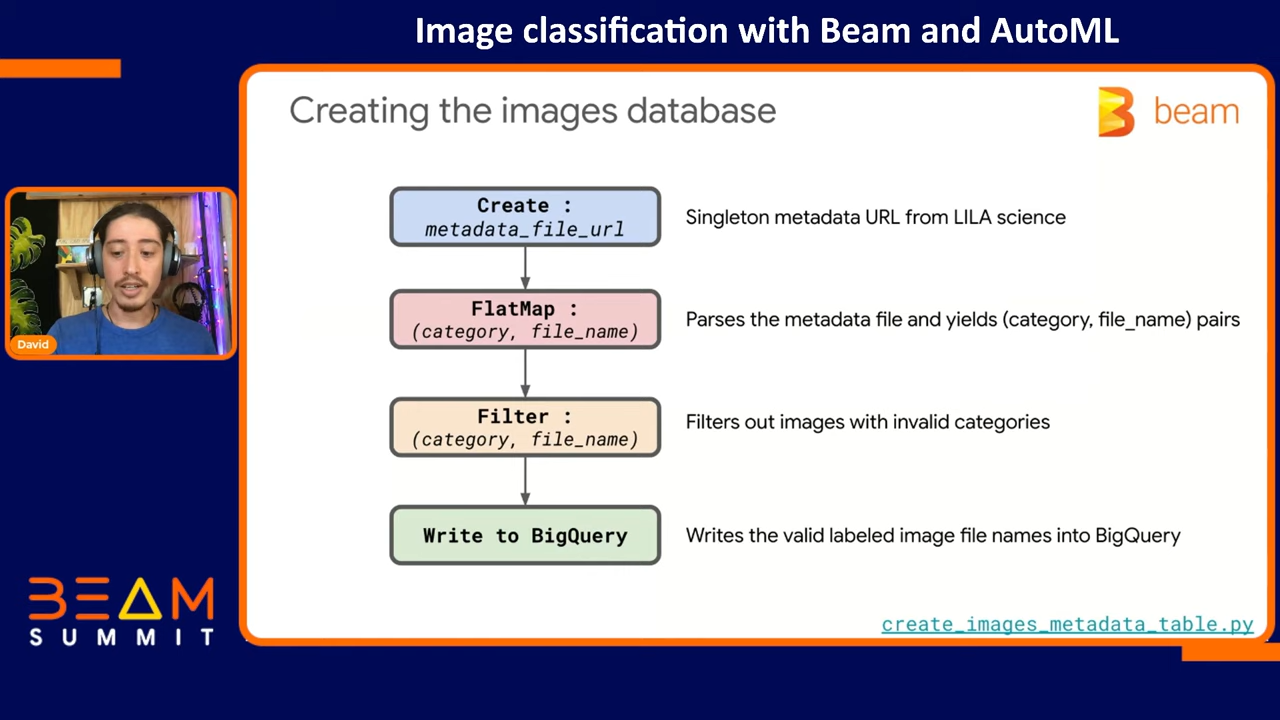 Image classification with Beam and AutoML
Creating the images database
beam
Create :
metadata_file_url
Singleton metadata URL from LILA science
FlatMap :
(category, file_name)
Parses the metadata file and yields (category, file_name) pairs
David
Filter :
(category, file_name)
Filters out images with invalid categories
Write to BigQuery
Writes the valid labeled image file names into BigQuery
BEAM
SUMMIT
create_images_metadata_table.py